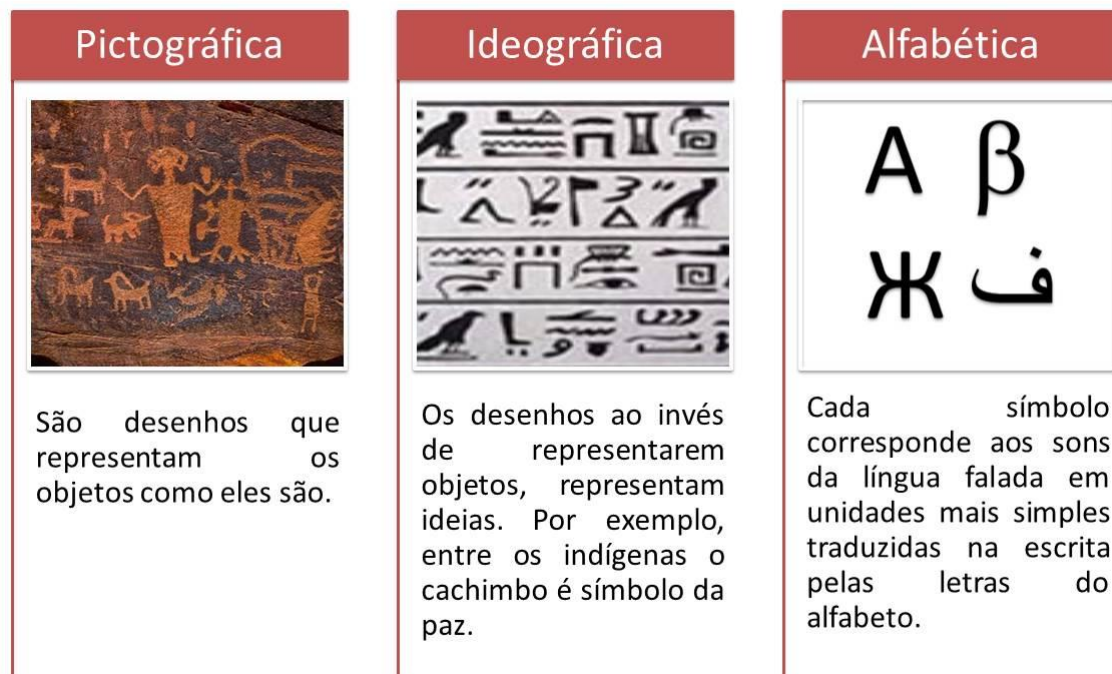 Pictográfica
São desenhos que
representam os
objetos como eles são.
Ideográfica
Os desenhos ao invés
de representarem
objetos, representam
ideias. Por exemplo,
entre os indígenas o
cachimbo é símbolo da
paz.
Alfabética
A β
Ж ف
Cada símbolo
corresponde aos sons
da língua falada em
unidades mais simples
traduzidas na escrita
pelas letras do
alfabeto.